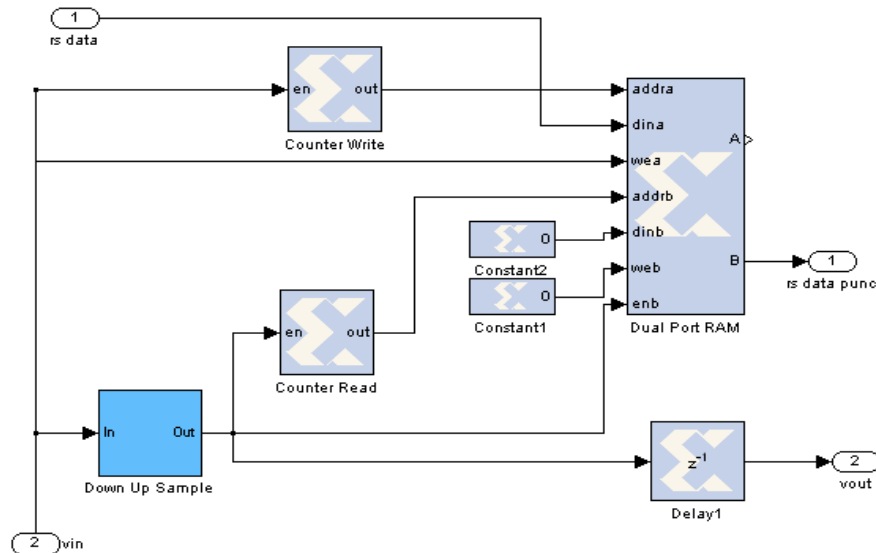 1
rs data
en out
Counter Write
addra
dina
wea
addrb
dinb
web
enb
A
B
Dual Port RAM
0
Constant2
0
Constant1
1
rs data punc
en out
Counter Read
In Out
Down Up Sample
z-1
Delay1
2
vout
2
vin